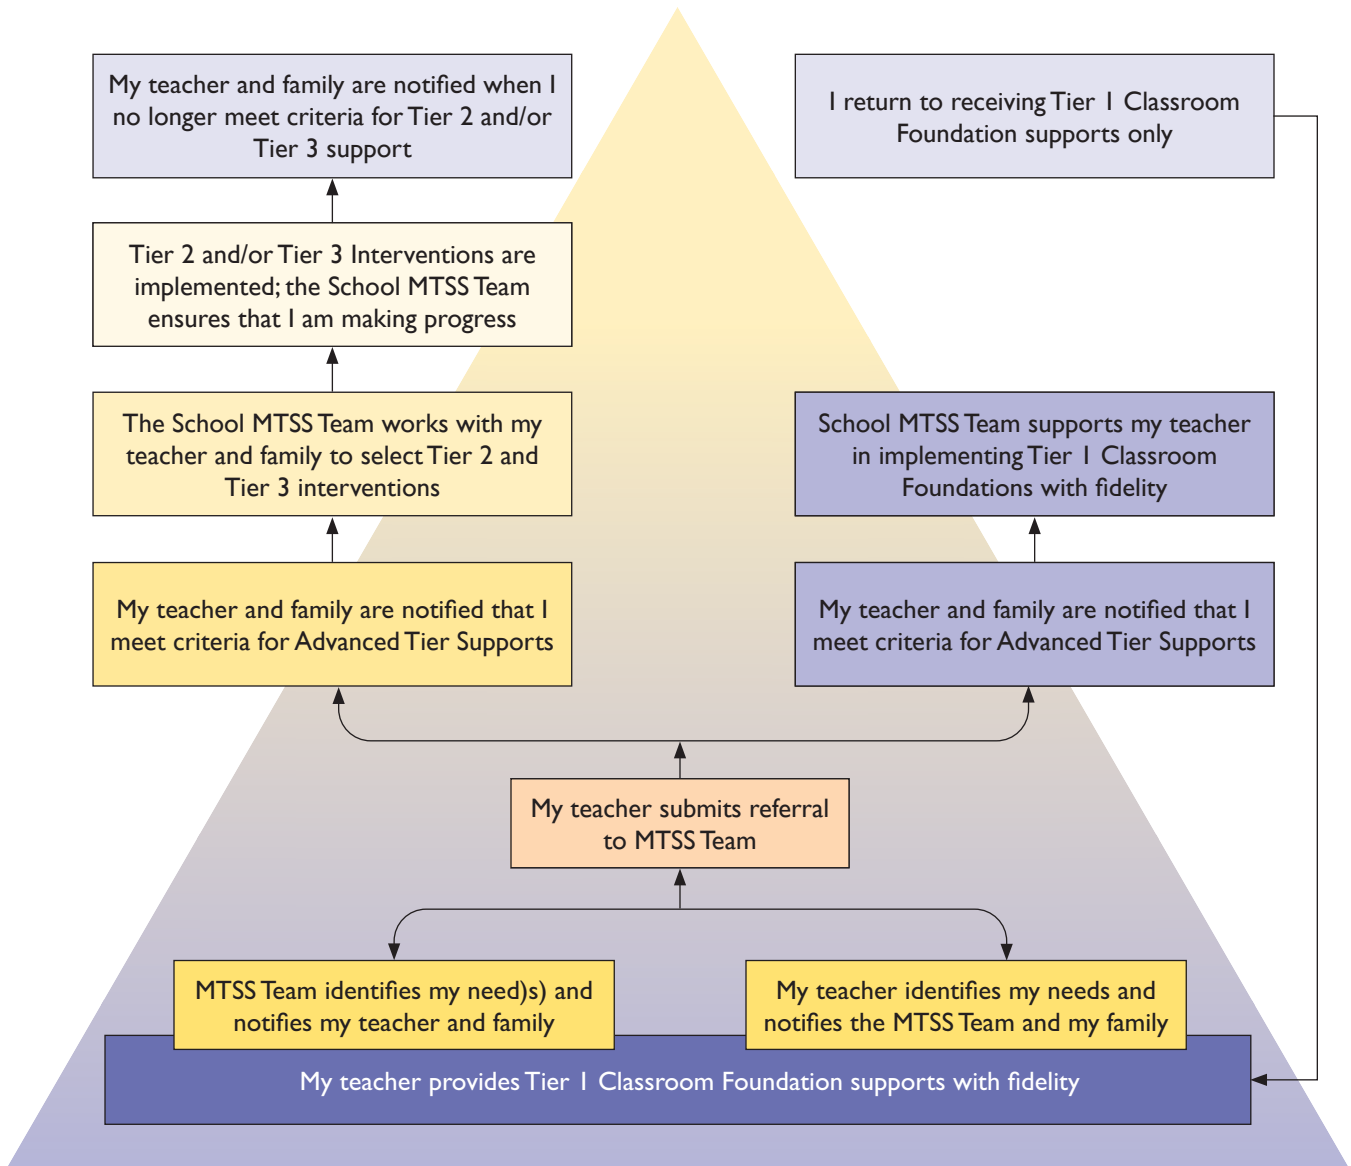 My teacher and family are notified when I
no longer meet criteria for Tier 2 and/or
Tier 3 support
I return to receiving Tier 1 Classroom
Foundation supports only
Tier 2 and/or Tier 3 Interventions are
implemented; the School MTSS Team
ensures that I am making progress
The School MTSS Team works with my
teacher and family to select Tier 2 and
Tier 3 interventions
School MTSS Team supports my teacher
in implementing Tier 1 Classroom
Foundations with fidelity
My teacher and family are notified that I
meet criteria for Advanced Tier Supports
My teacher and family are notified that I
meet criteria for Advanced Tier Supports
My teacher submits referral
to MTSS Team
MTSS Team identifies my need)s) and
notifies my teacher and family
My teacher identifies my needs and
notifies the MTSS Team and my family
My teacher provides Tier 1 Classroom Foundation supports with fidelity